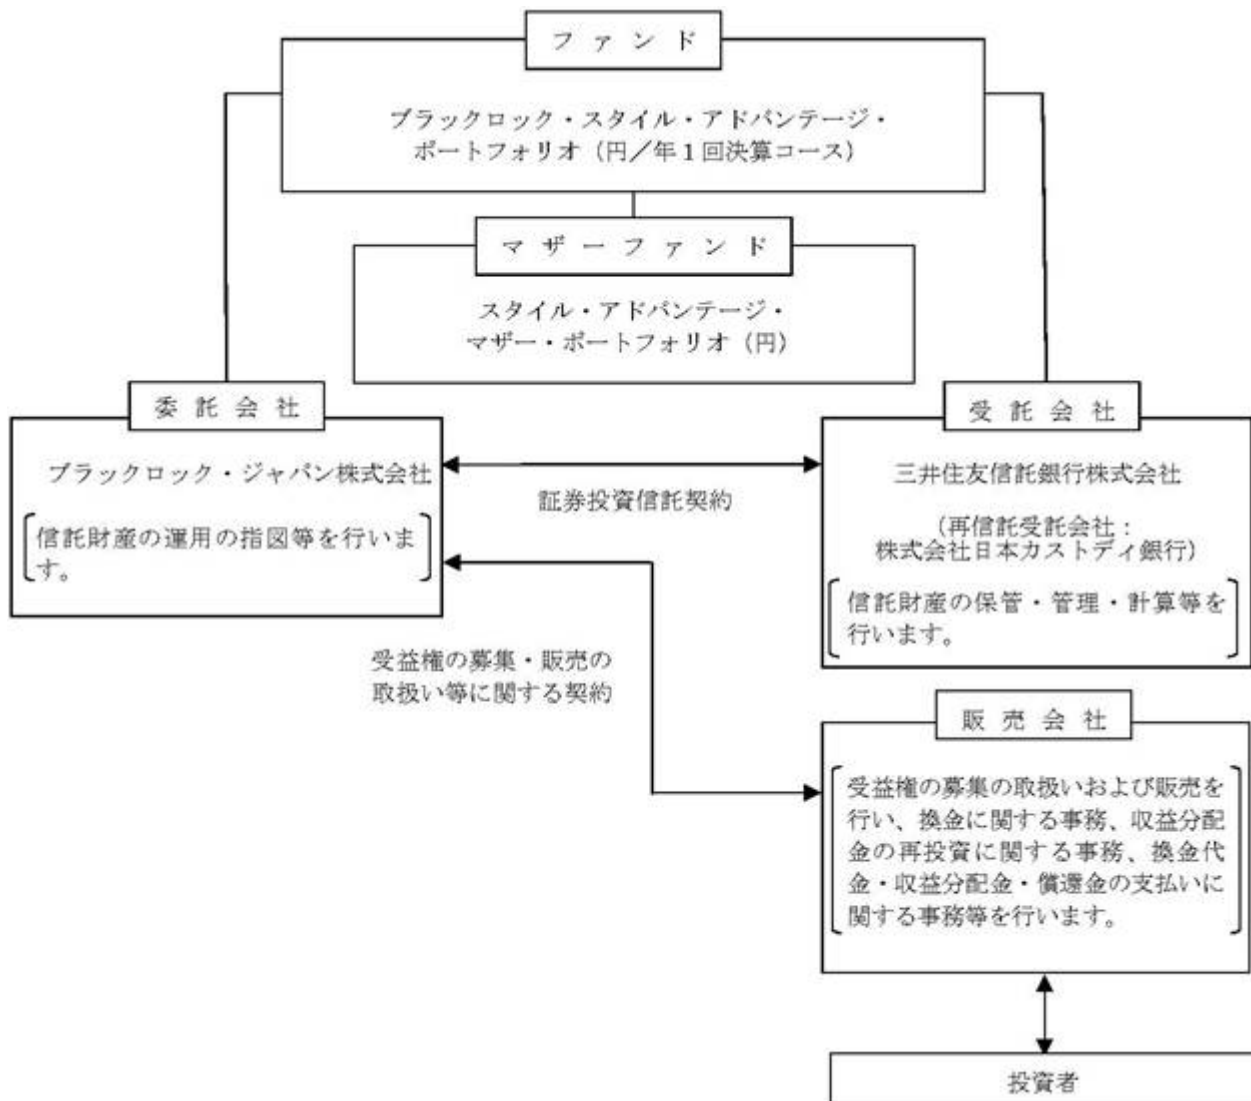 ファンド
ブラックロック・スタイル・アドバンテージ・
ポートフォリオ（円／年１回決算コース）
マザーファンド
スタイル・アドバンテージ・
マザー・ポートフォリオ（円）
委託会社
ブラックロック・ジャパン株式会社
信託財産の運用の指図等を行いま
す。
証券投資信託契約
受託会社
三井住友信託銀行株式会社
（再信託受託会社：
株式会社日本カストディ銀行）
信託財産の保管・管理・計算等を
行います。
受益権の募集・販売の
取扱い等に関する契約
販売会社
受益権の募集の取扱いおよび販売を
行い、換金に関する事務、収益分配
金の再投資に関する事務、換金代
金・収益分配金・償還金の支払いに
関する事務等を行います。
投資者